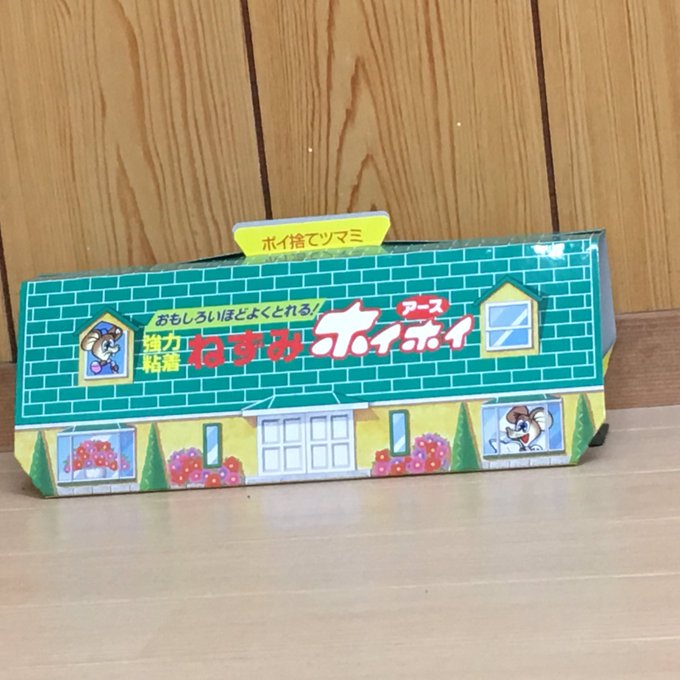 ポイ捨てツマミ
おもしろいほどよくとれる!
強力
粘着
ねずみ
アース
ホイホイ